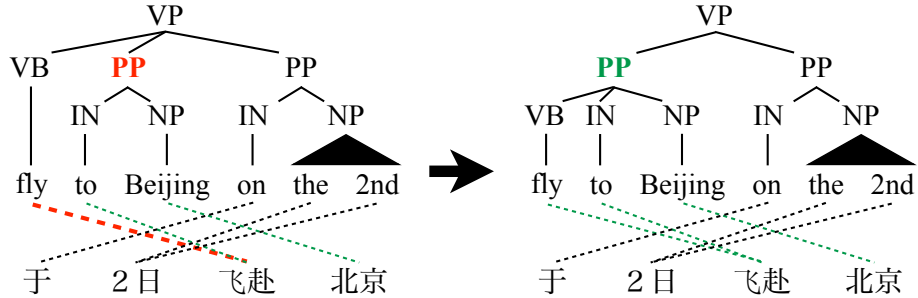 VP VP
VB PP PP PP PP
IN NP IN NP VB IN NP IN NP
fly to Beijing on the 2nd fly to Beijing on the 2nd
于 2日 飞赴 北京 于 2日 飞赴 北京